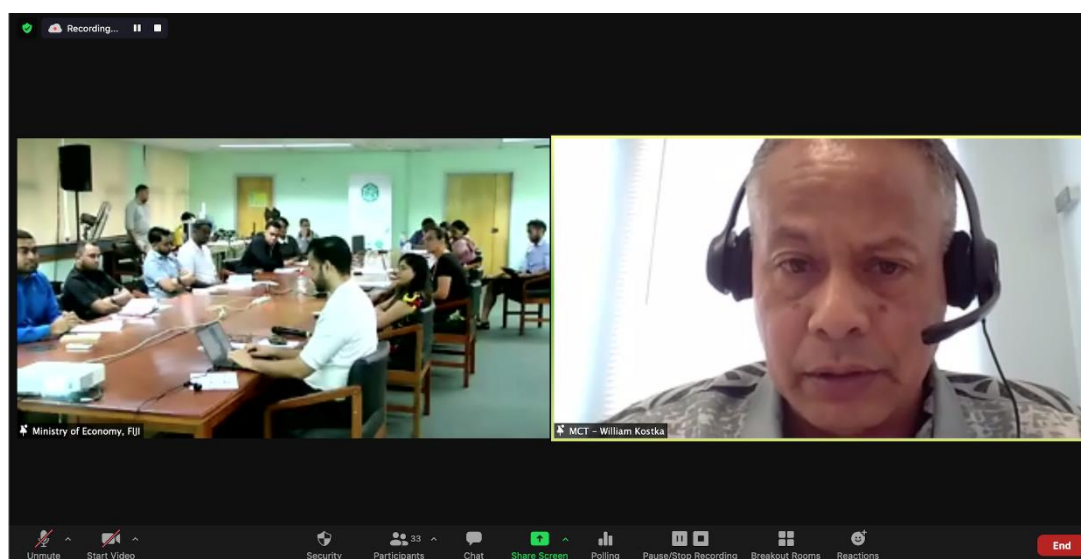 Recording...
Ministry of Economy, FIJI
MCT - William Kostka
Unmute
Start Video
Security
33
Participants
Chat
Share Screen
Polling
Pause/Stop Recording
Breakout Rooms
Reactions
End